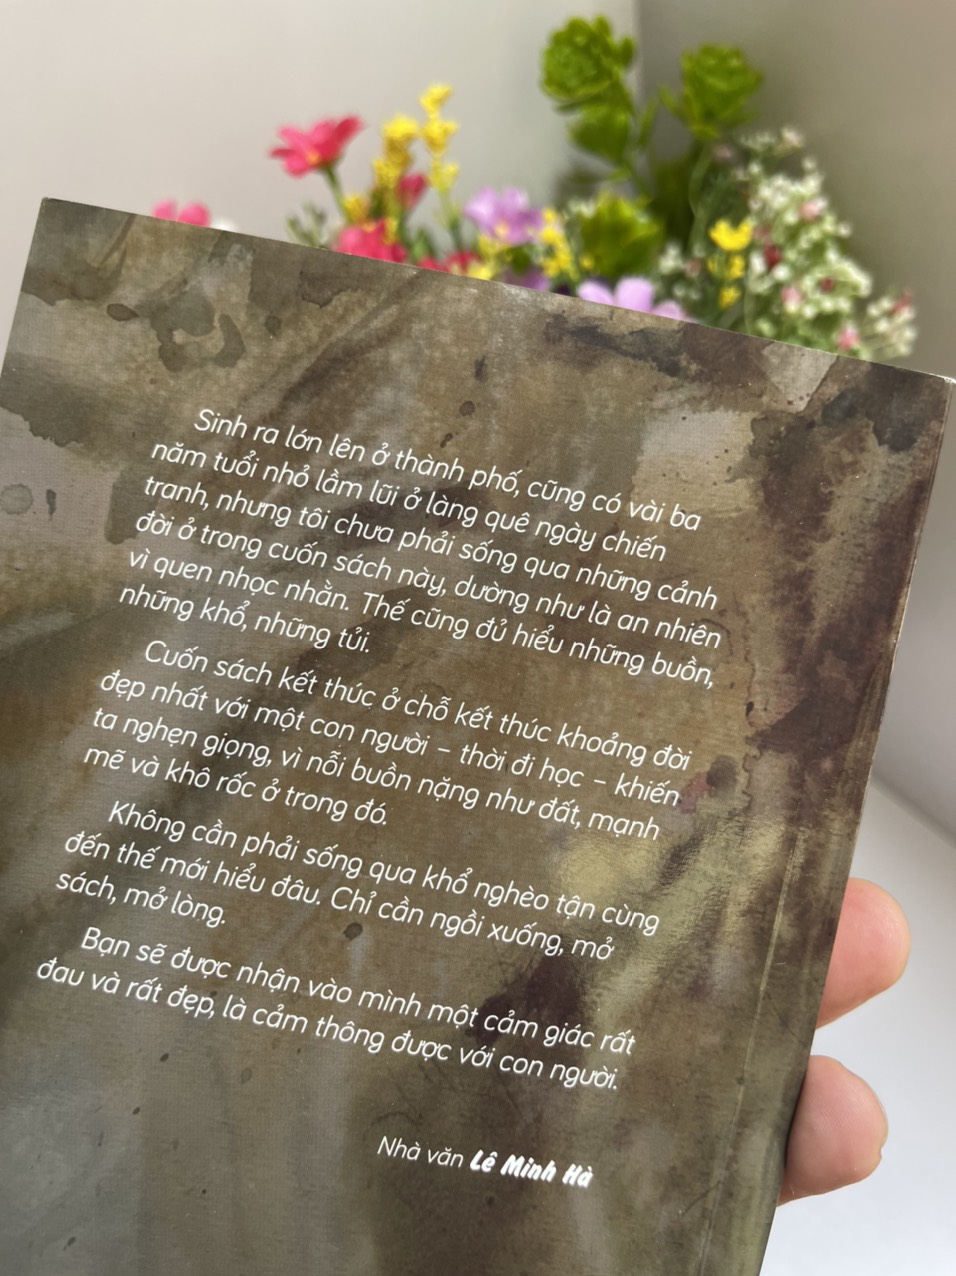 Sinh ra lớn lên ở thành phố, cũng có vài ba
năm tuổi nhỏ lầm lũi ở làng quê ngày chiến
tranh, nhưng tôi chưa phải sống qua những cảnh
đời ở trong cuốn sách này, dường như là an nhiên
vì quen nhọc nhằn. Thế cũng đủ hiểu những buồn,
những khổ, những tủi.
Cuốn sách kết thúc ở chỗ kết thúc khoảng đời
đẹp nhất với một con người – thời đi học – khiến
ta nghẹn giọng, vì nỗi buồn nặng như đất, mạnh
mẽ và khô rốc ở trong đó.
Không cần phải sống qua khổ nghèo tận cùng
đến thế mới hiểu đâu. Chỉ cần ngồi xuống, mở
sách, mở lòng.
Bạn sẽ được nhận vào mình một cảm giác rất
đau và rất đẹp, là cảm thông được với con người.
Nhà văn Lê Minh Hà